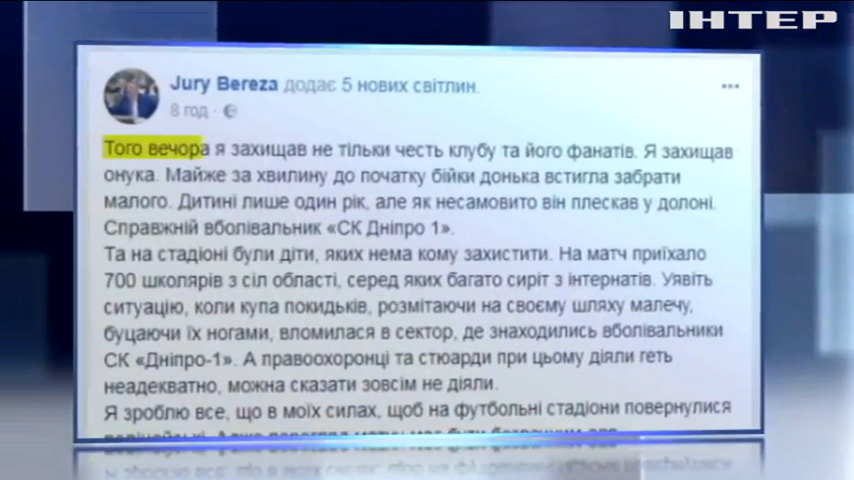 ІНТЕР
Jury Bereza додає 5 нових світлин.
8 год ·
Того вечора я захищав не тільки честь клубу та його фанатів. Я захищав
онука. Майже за хвилину до початку бійки донька встигла забрати
малого. Дитині лише один рік, але як несамовито він плескав у долоні.
Справжній вболівальник «СК Дніпро 1».
Та на стадіоні були діти, яких нема кому захистити. На матч приїхало
700 школярів з сіл області, серед яких багато сиріт з інтернатів. Уявіть
ситуацію, коли купа покидьків, розмітаючи на своєму шляху малечу,
буцаючи їх ногами, вломилася в сектор, де знаходились вболівальники
СК «Дніпро-1». А правоохоронці та стюарди при цьому діяли геть
неадекватно, можна сказати зовсім не діяли.
Я зроблю все, що в моїх силах, щоб на футбольні стадіони повернулися